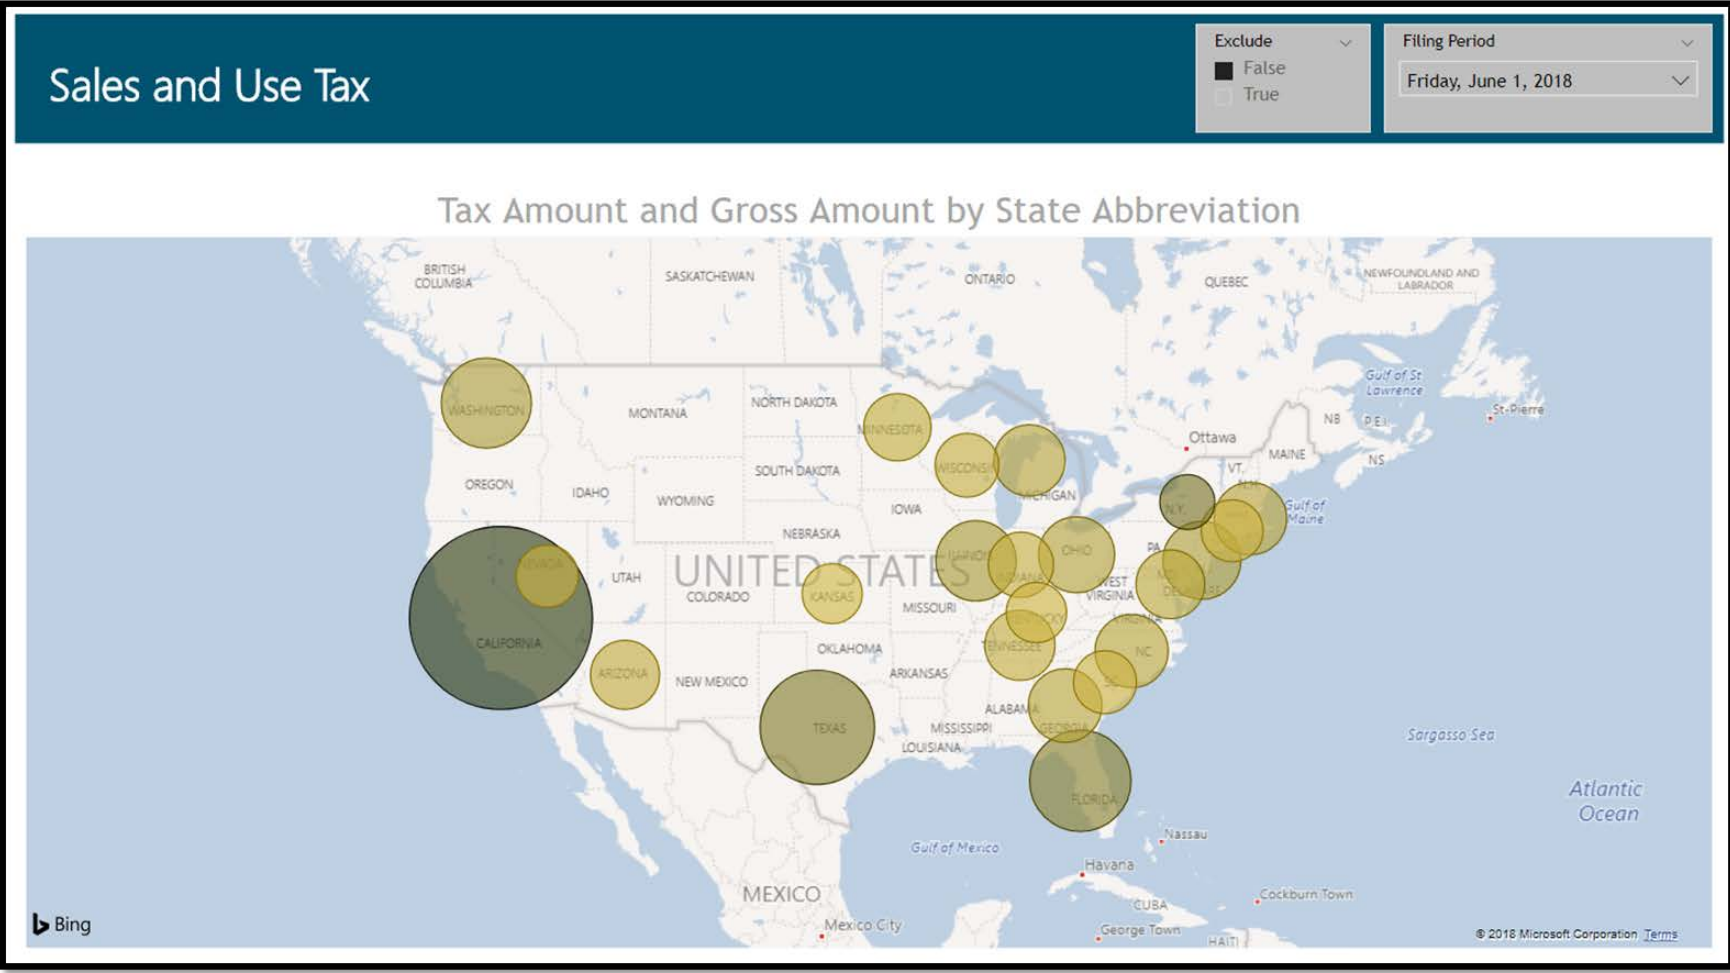 Sales and Use Tax
Exclude
False
True
Filing Period
Friday, June 1, 2018
Tax Amount and Gross Amount by State Abbreviation
BRITISH
COLUMBIA
SASKATCHEWAN
ONTARIO
QUEBEC
NEWFOUNDLAND AND
LABRADOR
Gulf of St
Lawrence
WASHINGTON
MONTANA
NORTH DAKOTA
MINNESOTA
NB
P.E.I.
St-Pierre
Ottawa
MAINE
VT.
NS
OREGON
IDAHO
SOUTH DAKOTA
WISCONSIN
MICHIGAN
WYOMING
IOWA
N.Y.
Gulf of
Maine
NEBRASKA
NEVADA
UTAH
UNITED STATES
COLORADO
KANSAS
ILLINOIS
INDIANA
OHIO
PA
WEST
VIRGINIA
DELAWARE
MISSOURI
VIRGINIA
CALIFORNIA
OKLAHOMA
TENNESSEE
NC
ARIZONA
NEW MEXICO
ARKANSAS
SC
TEXAS
ALABAMA
MISSISSIPPI
GEORGIA
LOUISIANA
Sargasso Sea
FLORIDA
Atlantic
Ocean
Gulf of Mexico
Nassau
Havana
MEXICO
CUBA
Cockburn Town
Mexico City
George Town
HAITI
Bing
© 2018 Microsoft Corporation Terms